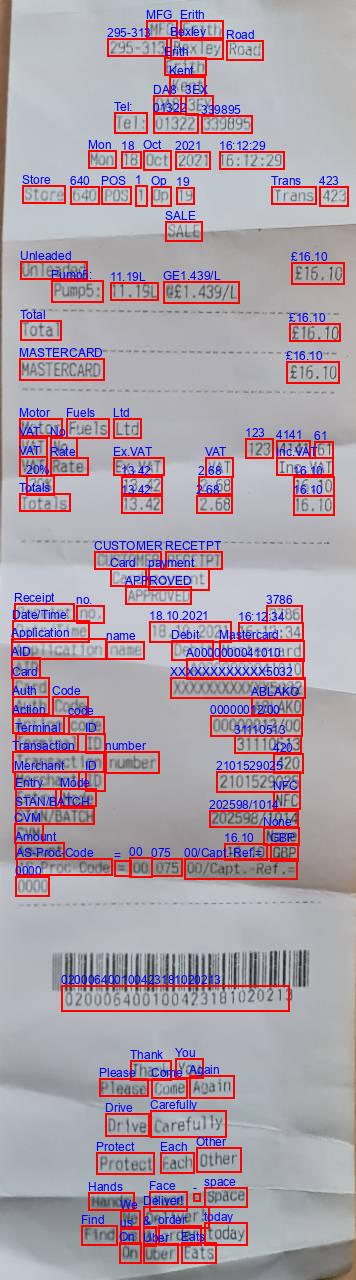 MFG Erith
295-313 Bexley Road
Erith
Kent
DA8 3EX
Tel: 01322 339895
Mon 18 Oct 2021 16:12:29
Store 640 POS 1 Op 19 Trans 423
SALE
Unleaded £16.10
Pump5: 11.19L @£1.439/L
Total £16.10
MASTERCARD £16.10
Motor Fuels Ltd
VAT No. 123 4141 61
VAT Rate Ex.VAT VAT Inc.VAT
20% 13.42 2.68 16.10
Totals 13.42 2.68 16.10
CUSTOMER RECEIPT
Card payment
APPROVED
Receipt no. 3786
Date/Time 18.10.2021 16:12:34
Application name Debit Mastercard
AID A0000000041010
Card XXXXXXXXXXXX5032
Auth Code ABLAKO
Action code
Terminal ID 31110513
Transaction number 420
Merchant ID 2101529025
Entry Mode NFC
STAN/BATCH 202598/1014
CVM None
Amount 16.10 GBP
AS-Proc-Code = 00 075 00/Capt.-Ref.=
0000
020006400100423181020213
Thank You
Please Come Again
Drive Carefully
Protect Each Other
Hands - Face - space
We Deliver!
Find us & order today
On Uber Eats